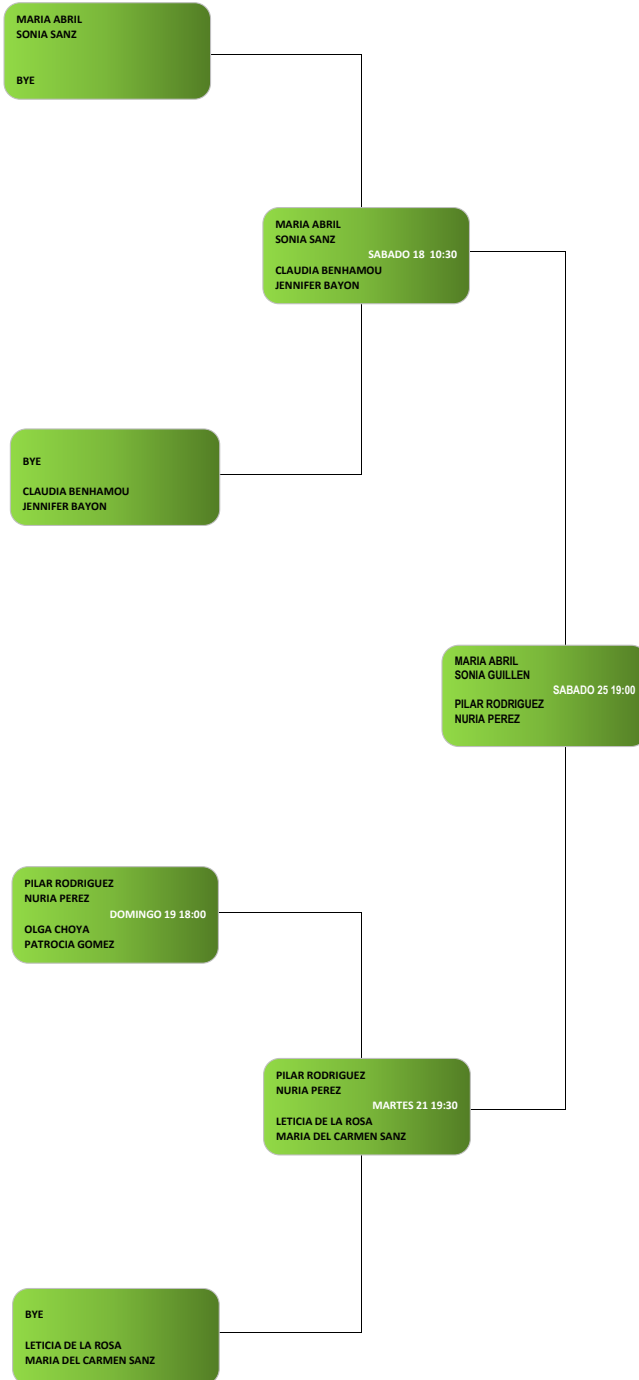 MARIA ABRIL
SONIA SANZ
BYE
MARIA ABRIL
SONIA SANZ
SABADO 18 10:30
CLAUDIA BENHAMOU
JENNIFER BAYON
BYE
CLAUDIA BENHAMOU
JENNIFER BAYON
MARIA ABRIL
SONIA GUILLEN
SABADO 25 19:00
PILAR RODRIGUEZ
NURIA PEREZ
PILAR RODRIGUEZ
NURIA PEREZ
DOMINGO 19 18:00
OLGA CHOYA
PATROCIA GOMEZ
PILAR RODRIGUEZ
NURIA PEREZ
MARTES 21 19:30
LETICIA DE LA ROSA
MARIA DEL CARMEN SANZ
BYE
LETICIA DE LA ROSA
MARIA DEL CARMEN SANZ